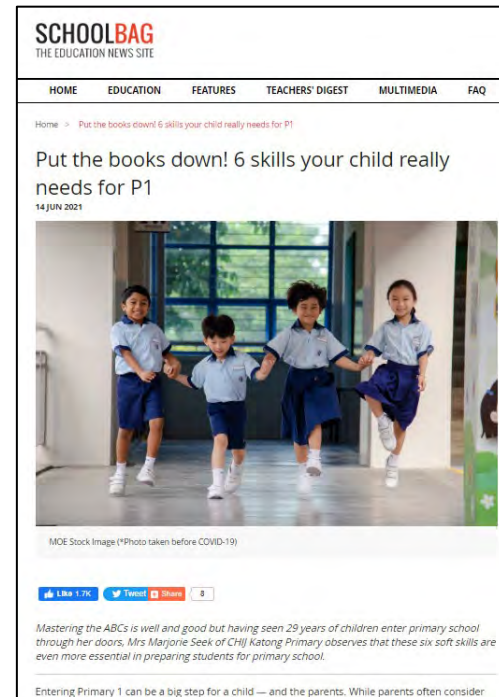 SCHOOLBAG
THE EDUCATION NEWS SITE
HOME EDUCATION FEATURES TEACHERS' DIGEST MULTIMEDIA FAQ
Home > Put the books down! 6 skills your child really needs for P1
Put the books down! 6 skills your child really
needs for P1
14 JUN 2021
MOE Stock Image (*Photo taken before COVID-19)
Like 1.7K Tweet Share 8
Mastering the ABCs is well and good but having seen 29 years of children enter primary school
through her doors, Mrs Marjorie Seek of CHIJ Katong Primary observes that these six soft skills are
even more essential in preparing students for primary school.
Entering Primary 1 can be a big step for a child — and the parents. While parents often consider